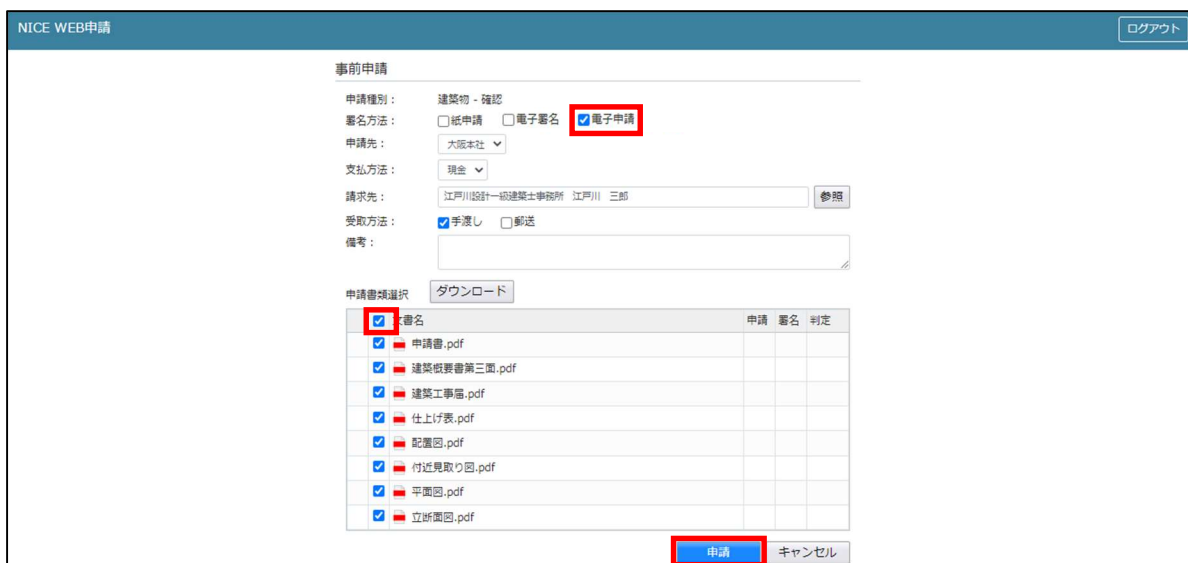 NICE WEB申請 ログアウト
事前申請
申請種別： 建築物 - 確認
署名方法： 紙申請 電子署名 電子申請
申請先： 大阪本社
支払方法： 現金
請求先： 江戸川設計一級建築士事務所 江戸川 三郎 参照
受取方法： 手渡し 郵送
備考：
申請書類選択 ダウンロード
文書名 申請 署名 判定
申請書.pdf
建築概要書第三面.pdf
建築工事届.pdf
仕上げ表.pdf
配置図.pdf
付近見取り図.pdf
平面図.pdf
立断面図.pdf
申請 キャンセル